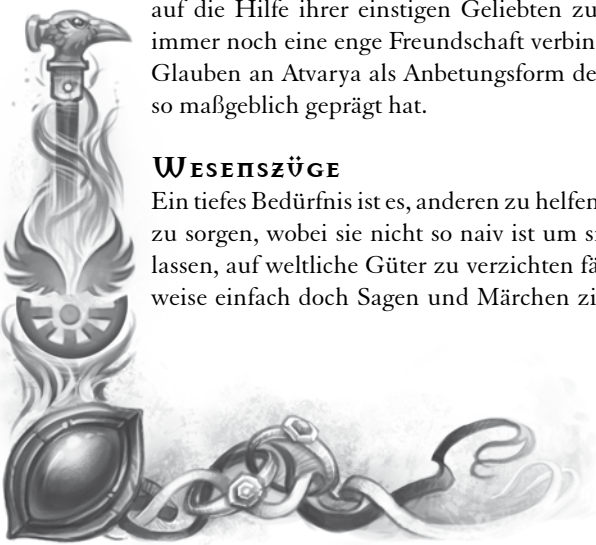 auf die Hilfe ihrer einstigen Geliebten zu
immer noch eine enge Freundschaft verbin
Glauben an Atvarya als Anbetungsform de
so maßgeblich geprägt hat.
Wesenszüge
Ein tiefes Bedürfnis ist es, anderen zu helfen
zu sorgen, wobei sie nicht so naiv ist um si
lassen, auf weltliche Güter zu verzichten fä
weise einfach doch Sagen und Märchen zi